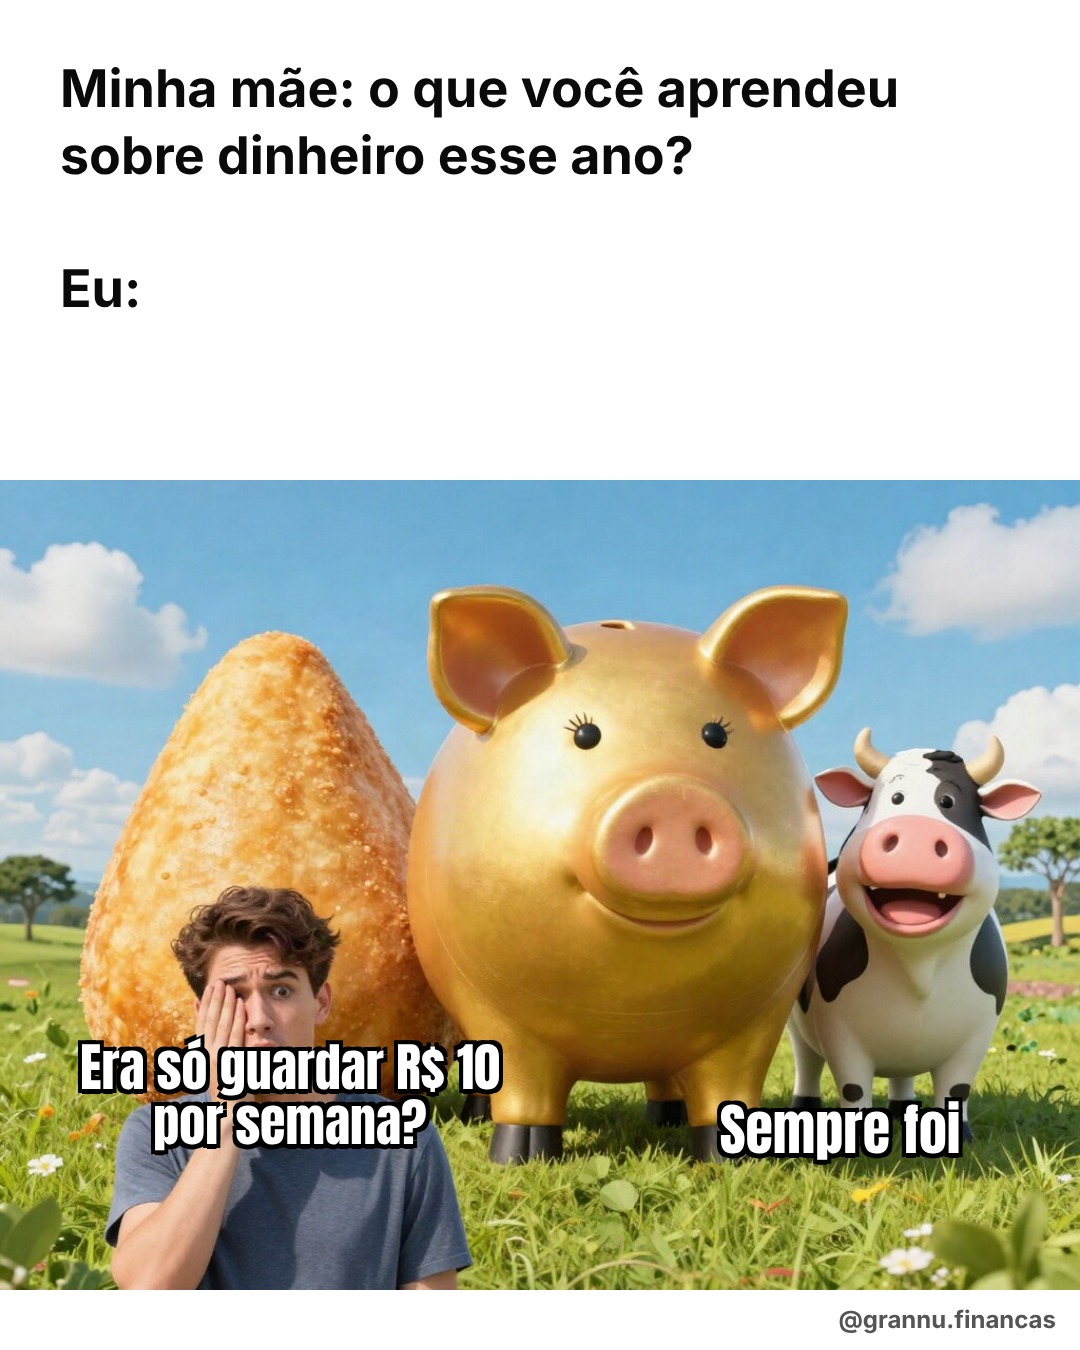 Minha mãe: o que você aprendeu
sobre dinheiro esse ano?
Eu:
Era só guardar R$ 10
por semana?
Sempre foi
@grannu.financas